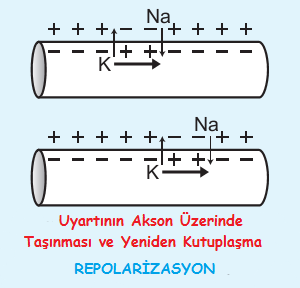 Na
+ + + + − − + + +
− − − − + + − − −
K
Na
+ + + + + + − − + +
− − − − − − + + − −
K
Uyartının Akson Üzerinde
Taşınması ve Yeniden Kutuplaşma
REPOLARİZASYON